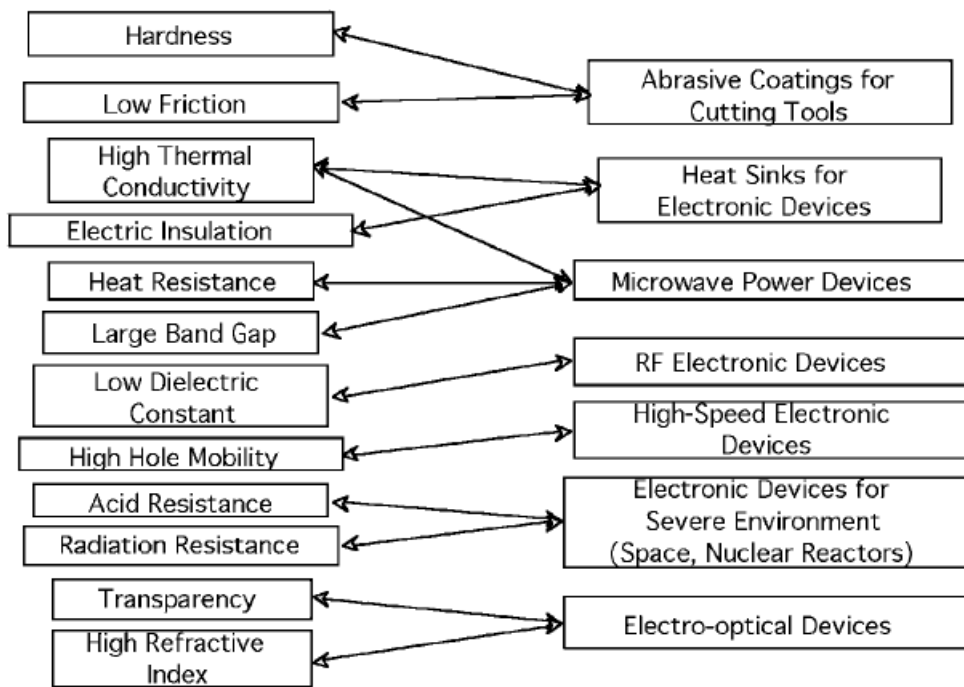 Hardness
Low Friction
High Thermal
Conductivity
Electric Insulation
Heat Resistance
Large Band Gap
Low Dielectric
Constant
High Hole Mobility
Acid Resistance
Radiation Resistance
Transparency
High Refractive
Index
Abrasive Coatings for
Cutting Tools
Heat Sinks for
Electronic Devices
Microwave Power Devices
RF Electronic Devices
High-Speed Electronic
Devices
Electronic Devices for
Severe Environment
(Space, Nuclear Reactors)
Electro-optical Devices